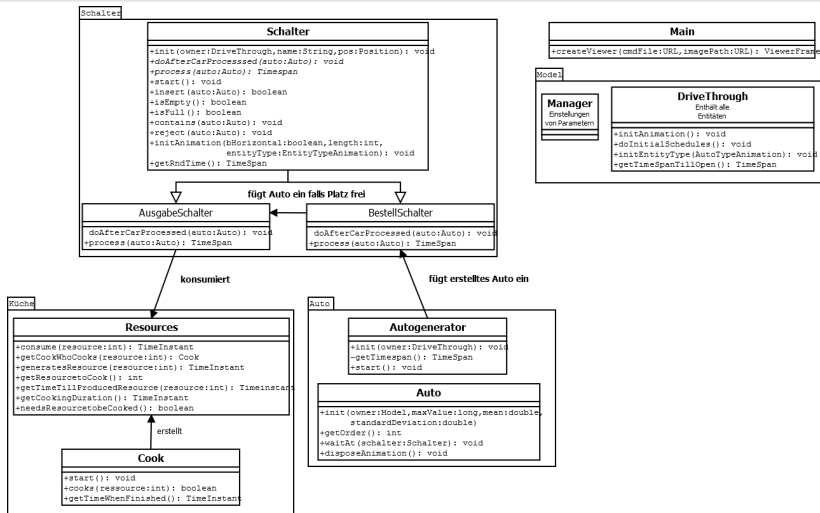 Schalter
Schalter
+init(owner:DriveThrough,name:String,pos:Position): void
+doAfterCarProcesssed(auto:Auto): void
+process(auto:Auto): Timespan
+start(): void
+insert(auto:Auto): boolean
+isEmpty(): boolean
+isFull(): boolean
+contains(auto:Auto): void
+reject(auto:Auto): void
+initAnimation(bHorizontal:boolean,length:int,
entityType:EntityTypeAnimation): void
+getRndTime(): TimeSpan
fügt Auto ein falls Platz frei
AusgabeSchalter
doAfterCarProcessed(auto:Auto): void
+process(auto:Auto): TimeSpan
BestellSchalter
doAfterCarProcessed(auto:Auto): void
+process(auto:Auto): TimeSpan
Main
+createViewer(cmdFile:URL,imagePath:URL): ViewerFrame
Model
Manager
Einstellungen
von Parametern
DriveThrough
Enthält alle
Entitäten
+initAnimation(): void
+doInitialSchedules(): void
+initEntityType(AutoTypeAnimation): void
+getTimeSpanTillOpen(): TimeSpan
konsumiert
fügt erstelltes Auto ein
Küche
Resources
+consume(resource:int): TimeInstant
+getCookWhoCooks(resource:int): Cook
+generatesResource(resource:int): TimeInstant
+getResourcetoCook(): int
+getTimeTillProducedResource(resource:int): Timeinstant
+getCookingDuration(): TimeInstant
+needsResourcetobeCooked(): boolean
erstellt
Cook
+start(): void
+cooks(ressource:int): boolean
+getTimeWhenFinished(): TimeInstant
Auto
Autogenerator
+init(owner:DriveThrough): void
-getTimespan(): TimeSpan
+start(): void
Auto
+init(owner:Model,maxValue:long,mean:double,
standardDeviation:double)
+getOrder(): int
+waitAt(schalter:Schalter): void
+disposeAnimation(): void